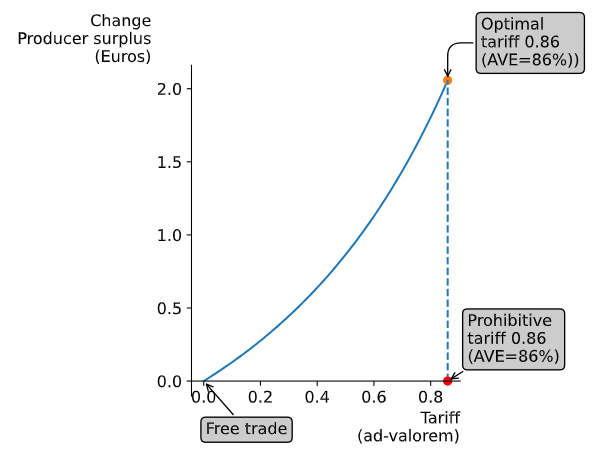 Change
Producer surplus
(Euros)
Optimal
tariff 0.86
(AVE=86%))
2.0
1.5
1.0
0.5
0.0
Prohibitive
tariff 0.86
(AVE=86%)
0.0 0.2 0.4 0.6 0.8
Tariff
(ad-valorem)
Free trade